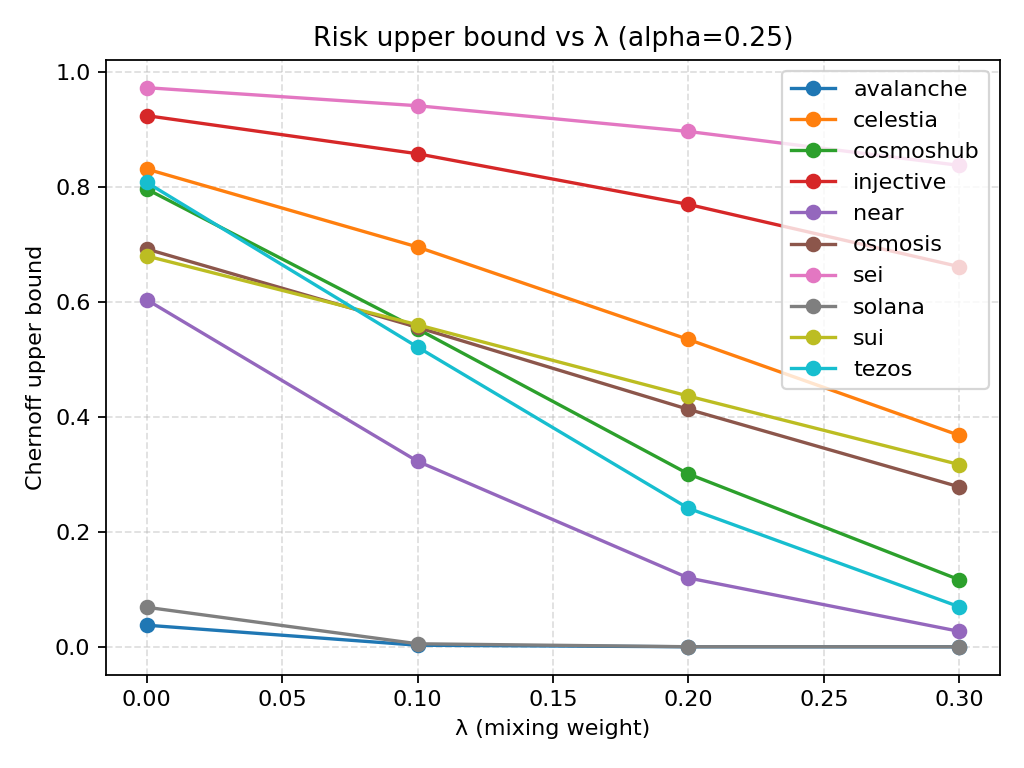 Risk upper bound vs λ (alpha=0.25)
Chernoff upper bound
1.0
0.8
0.6
0.4
0.2
0.0
avalanche
celestia
cosmoshub
injective
near
osmosis
sei
solana
sui
tezos
0.00 0.05 0.10 0.15 0.20 0.25 0.30
λ (mixing weight)